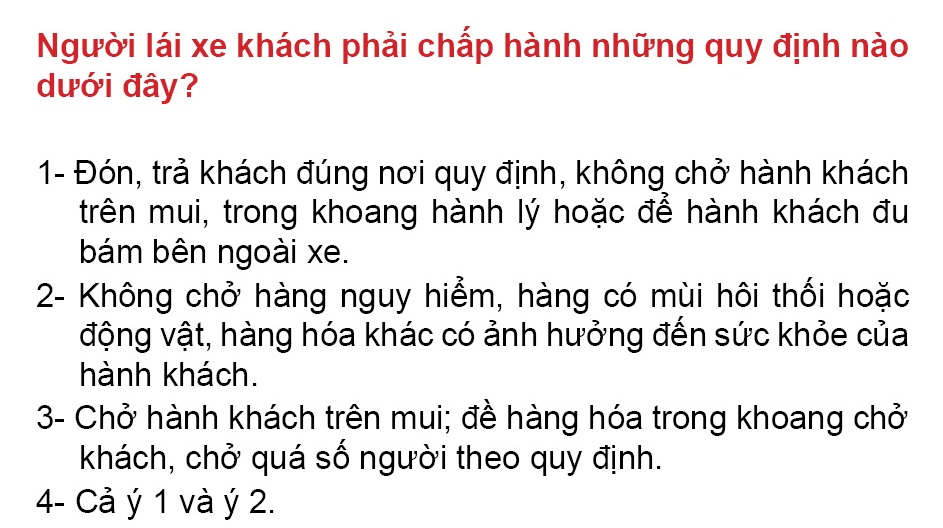 Người lái xe khách phải chấp hành những quy định nào
dưới đây?
1- Đón, trả khách đúng nơi quy định, không chở hành khách
trên mui, trong khoang hành lý hoặc để hành khách đu
bám bên ngoài xe.
2- Không chở hàng nguy hiểm, hàng có mùi hôi thối hoặc
động vật, hàng hóa khác có ảnh hưởng đến sức khỏe của
hành khách.
3- Chở hành khách trên mui; đề hàng hóa trong khoang chở
khách, chở quá số người theo quy định.
4- Cả ý 1 và ý 2.